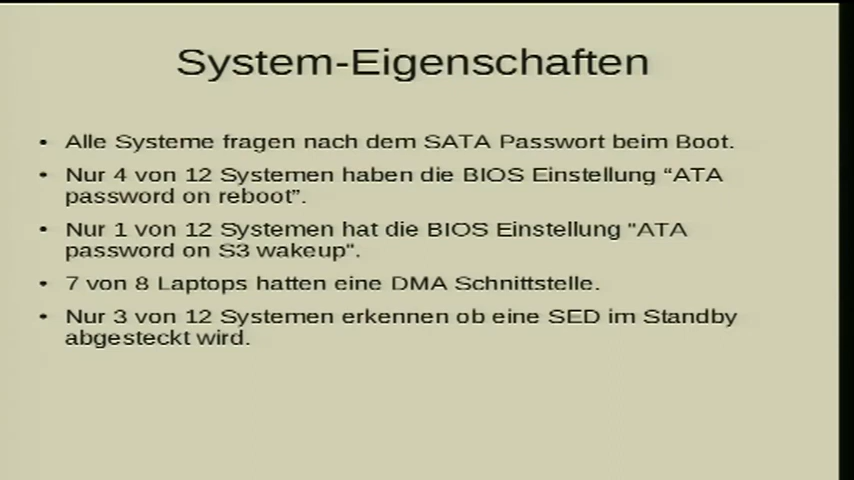 System-Eigenschaften
• Alle Systeme fragen nach dem SATA Passwort beim Boot.
• Nur 4 von 12 Systemen haben die BIOS Einstellung “ATA
password on reboot”.
• Nur 1 von 12 Systemen hat die BIOS Einstellung "ATA
password on S3 wakeup".
• 7 von 8 Laptops hatten eine DMA Schnittstelle.
• Nur 3 von 12 Systemen erkennen ob eine SED im Standby
abgesteckt wird.